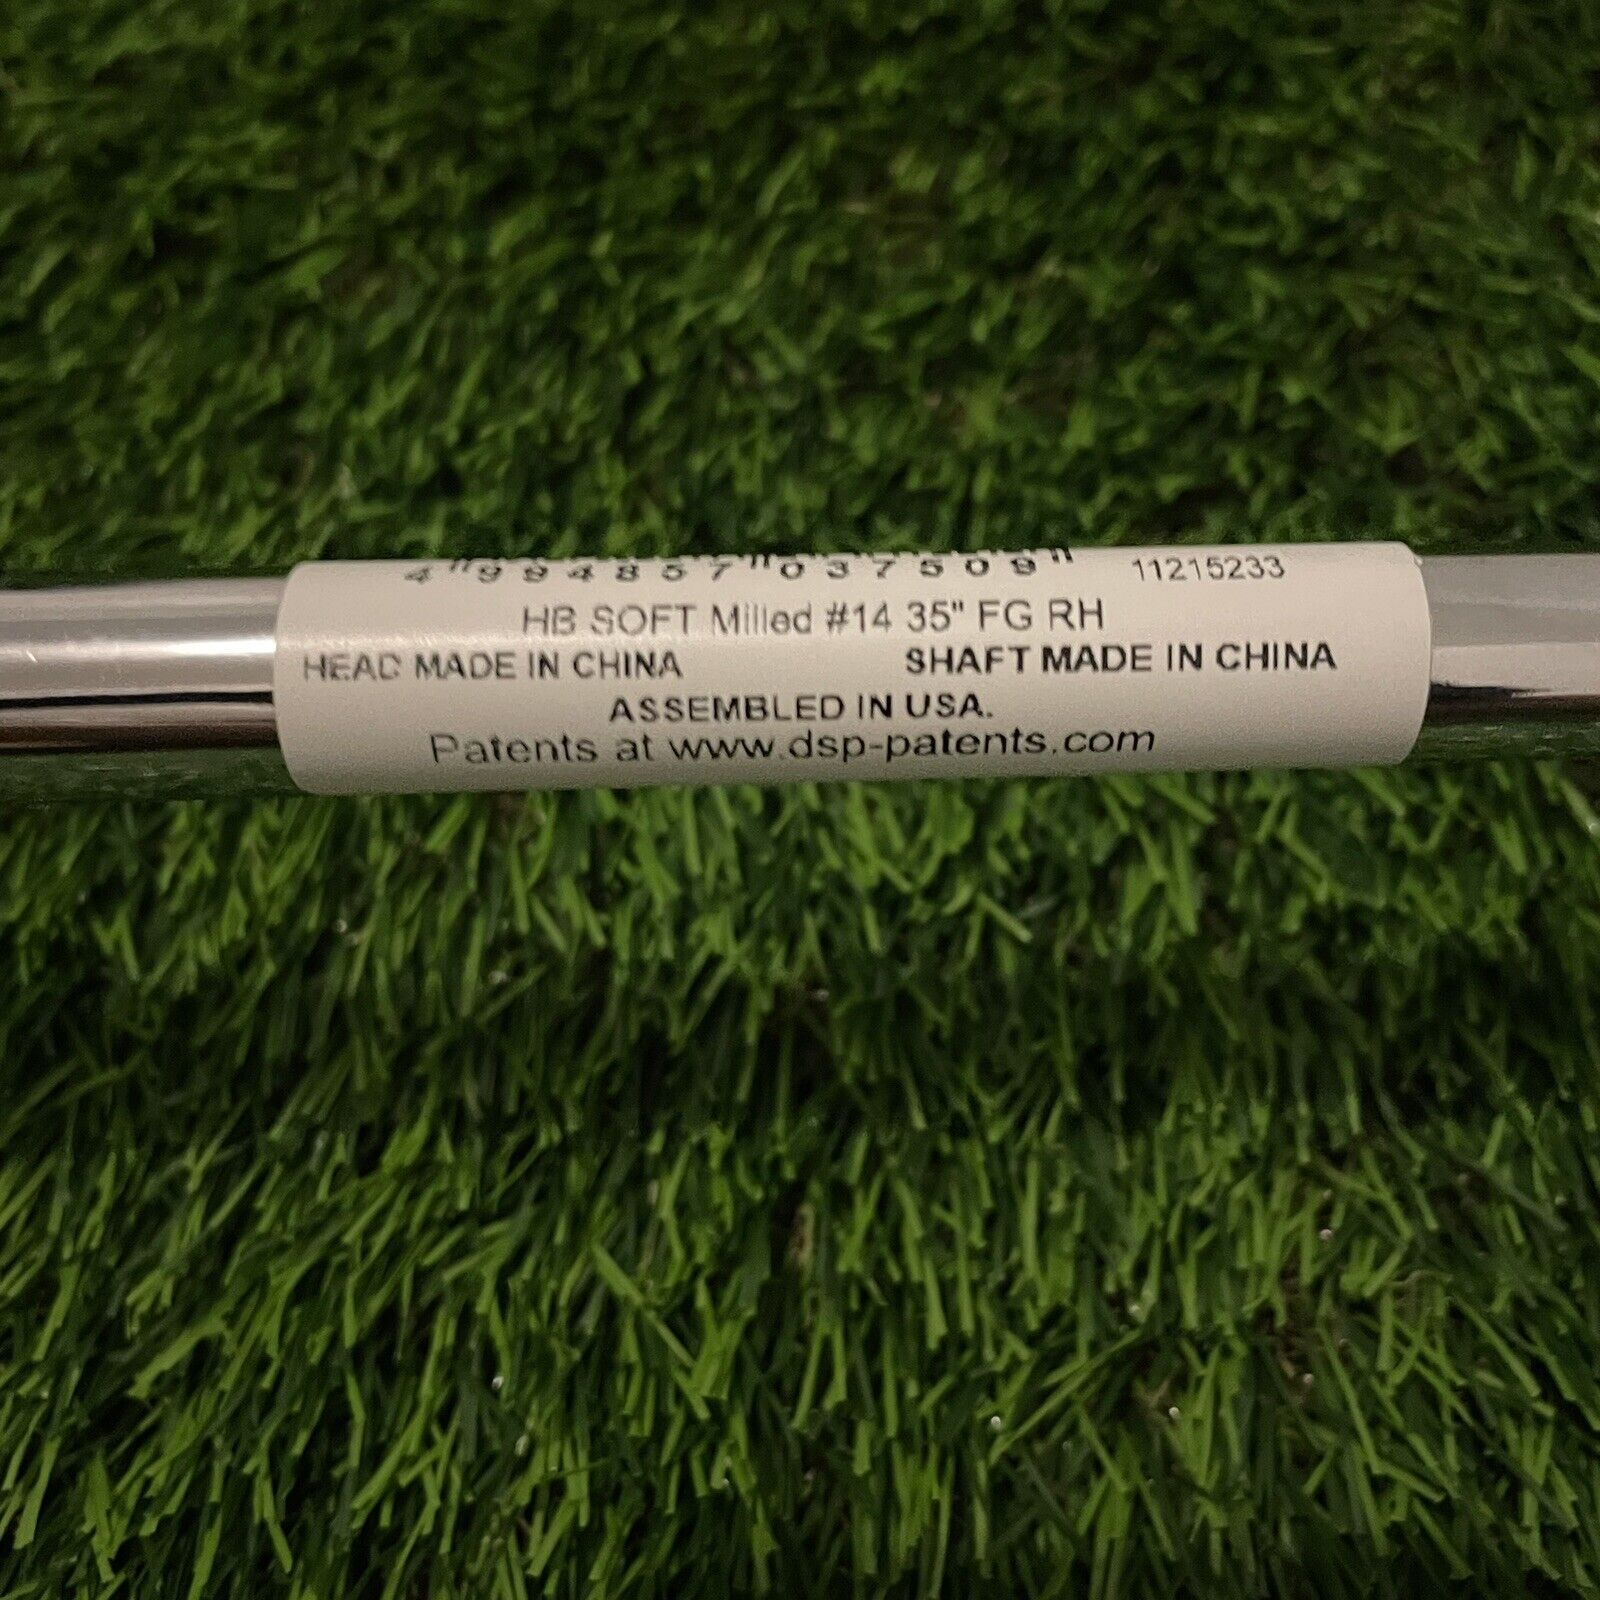 4 994857 037509 11215233
HB SOFT Milled #14 35" FG RH
HEAD MADE IN CHINA SHAFT MADE IN CHINA
ASSEMBLED IN USA.
Patents at www.dsp-patents.com